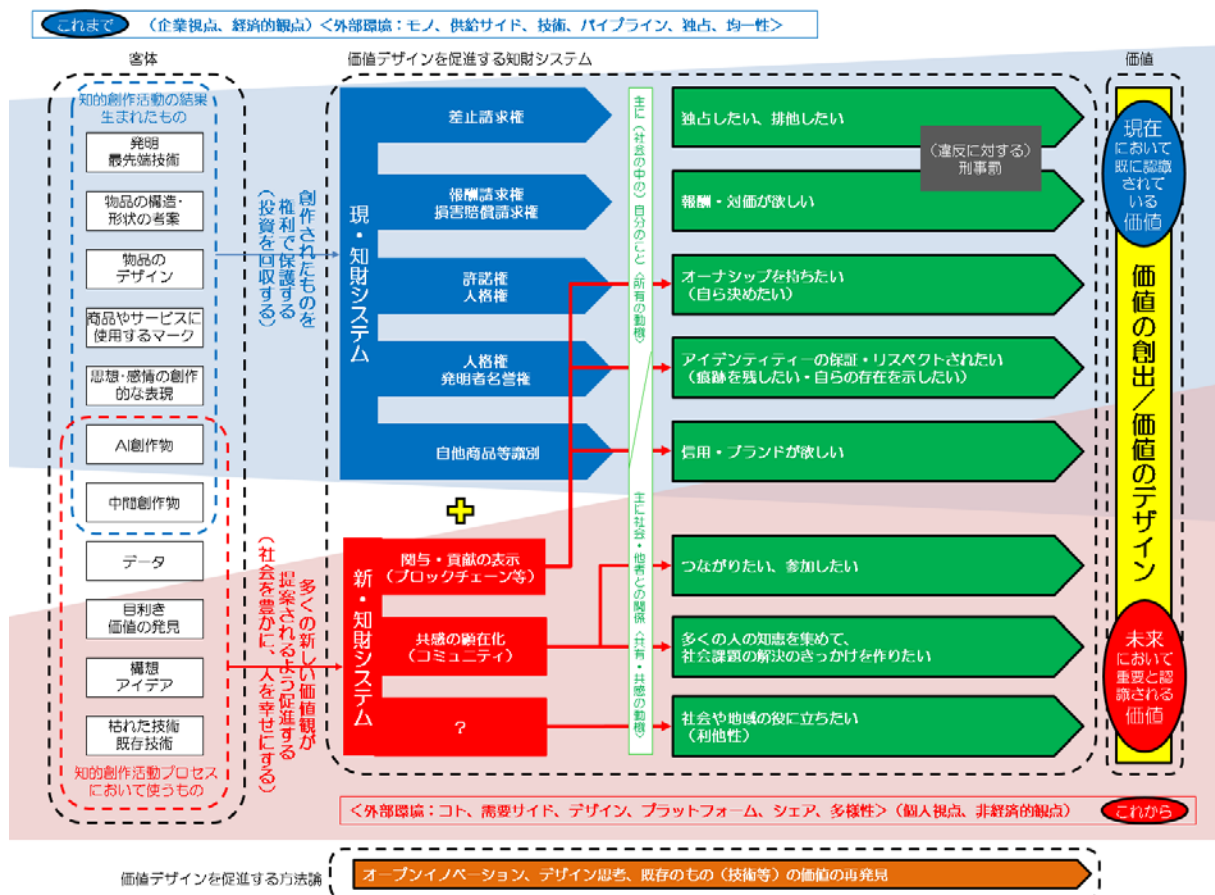 これまで
(企業視点、経済的観点)<外部環境:モノ、供給サイド、技術、パイプライン、独占、均一性>
客体
価値デザインを促進する知財システム
価値
知的創作活動の結果
生まれたもの
発明
最先端技術
物品の構造・
形状の考案
物品の
デザイン
商品やサービスに
使用するマーク
思想・感情の創作
的な表現
AI創作物
中間創作物
データ
目利き
価値の発見
構想
アイデア
枯れた技術
既存技術
知的創作活動プロセス
において使うもの
創作されたものを
権利で保護する
(投資を回収する)
多くの新しい価値観が
提案されるよう促進する
(社会を豊かに、人を幸せにする)
現・知財システム
差止請求権
報酬請求権
損害賠償請求権
許諾権
人格権
人格権
発明者名誉権
自他商品等識別
新・知財システム
関与・貢献の表示
(ブロックチェーン等)
共感の顕在化
(コミュニティ)
?
主に(社会の中の)自分のこと<所有の動機>
主に社会・他者との関係<共有・共感の動機>
独占したい、排他したい
(違反に対する)
刑事罰
報酬・対価が欲しい
オーナシップを持ちたい
(自ら決めたい)
アイデンティティーの保証・リスペクトされたい
(痕跡を残したい・自らの存在を示したい)
信用・ブランドが欲しい
つながりたい、参加したい
多くの人の知恵を集めて、
社会課題の解決のきっかけを作りたい
社会や地域の役に立ちたい
(利他性)
現在
において
既に認識
されて
いる
価値
価値の創出/価値のデザイン
未来
において
重要と認
識される
価値
<外部環境:コト、需要サイド、デザイン、プラットフォーム、シェア、多様性>(個人視点、非経済的観点)
これから
価値デザインを促進する方法論
オープンイノベーション、デザイン思考、既存のもの(技術等)の価値の再発見